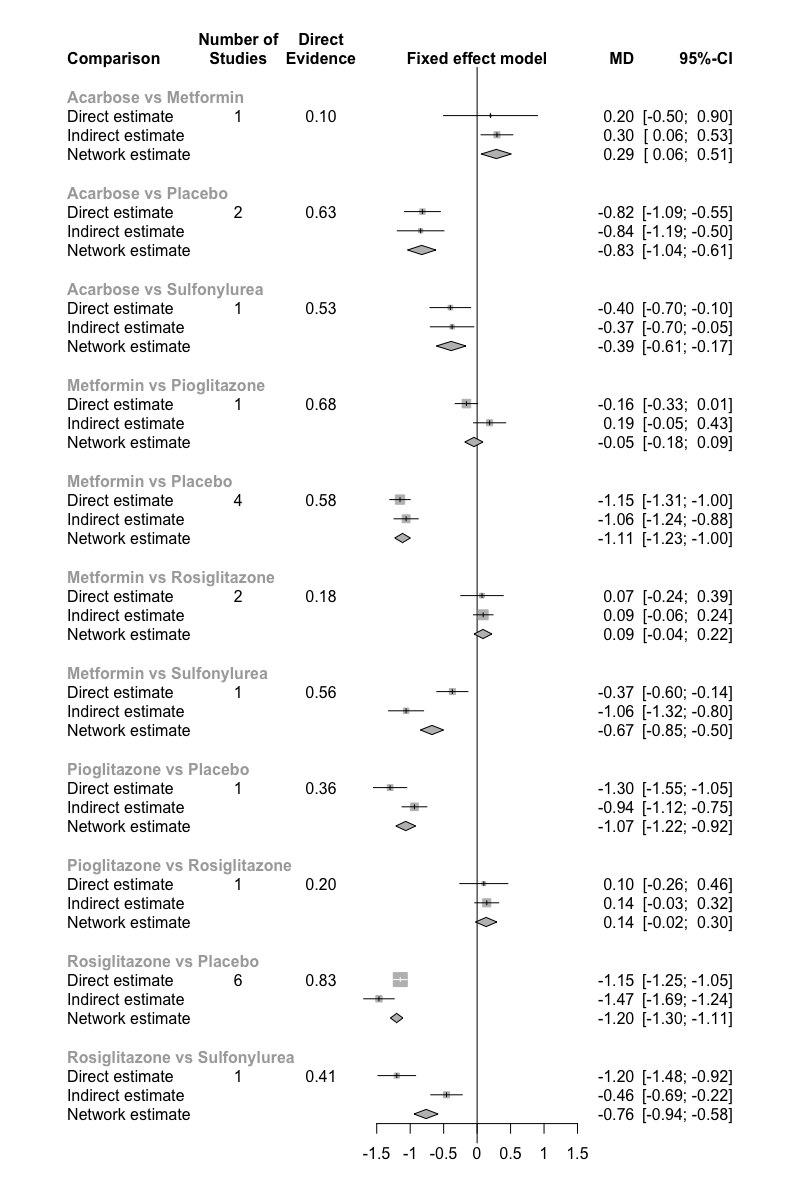 Number of Direct
Comparison Studies Evidence Fixed effect model MD 95%-CI
Acarbose vs Metformin
Direct estimate 1 0.10 0.20 [-0.50; 0.90]
Indirect estimate 0.30 [ 0.06; 0.53]
Network estimate 0.29 [ 0.06; 0.51]
Acarbose vs Placebo
Direct estimate 2 0.63 -0.82 [-1.09; -0.55]
Indirect estimate -0.84 [-1.19; -0.50]
Network estimate -0.83 [-1.04; -0.61]
Acarbose vs Sulfonylurea
Direct estimate 1 0.53 -0.40 [-0.70; -0.10]
Indirect estimate -0.37 [-0.70; -0.05]
Network estimate -0.39 [-0.61; -0.17]
Metformin vs Pioglitazone
Direct estimate 1 0.68 -0.16 [-0.33; 0.01]
Indirect estimate 0.19 [-0.05; 0.43]
Network estimate -0.05 [-0.18; 0.09]
Metformin vs Placebo
Direct estimate 4 0.58 -1.15 [-1.31; -1.00]
Indirect estimate -1.06 [-1.24; -0.88]
Network estimate -1.11 [-1.23; -1.00]
Metformin vs Rosiglitazone
Direct estimate 2 0.18 0.07 [-0.24; 0.39]
Indirect estimate 0.09 [-0.06; 0.24]
Network estimate 0.09 [-0.04; 0.22]
Metformin vs Sulfonylurea
Direct estimate 1 0.56 -0.37 [-0.60; -0.14]
Indirect estimate -1.06 [-1.32; -0.80]
Network estimate -0.67 [-0.85; -0.50]
Pioglitazone vs Placebo
Direct estimate 1 0.36 -1.30 [-1.55; -1.05]
Indirect estimate -0.94 [-1.12; -0.75]
Network estimate -1.07 [-1.22; -0.92]
Pioglitazone vs Rosiglitazone
Direct estimate 1 0.20 0.10 [-0.26; 0.46]
Indirect estimate 0.14 [-0.03; 0.32]
Network estimate 0.14 [-0.02; 0.30]
Rosiglitazone vs Placebo
Direct estimate 6 0.83 -1.15 [-1.25; -1.05]
Indirect estimate -1.47 [-1.69; -1.24]
Network estimate -1.20 [-1.30; -1.11]
Rosiglitazone vs Sulfonylurea
Direct estimate 1 0.41 -1.20 [-1.48; -0.92]
Indirect estimate -0.46 [-0.69; -0.22]
Network estimate -0.76 [-0.94; -0.58]
-1.5 -1 -0.5 0 0.5 1 1.5